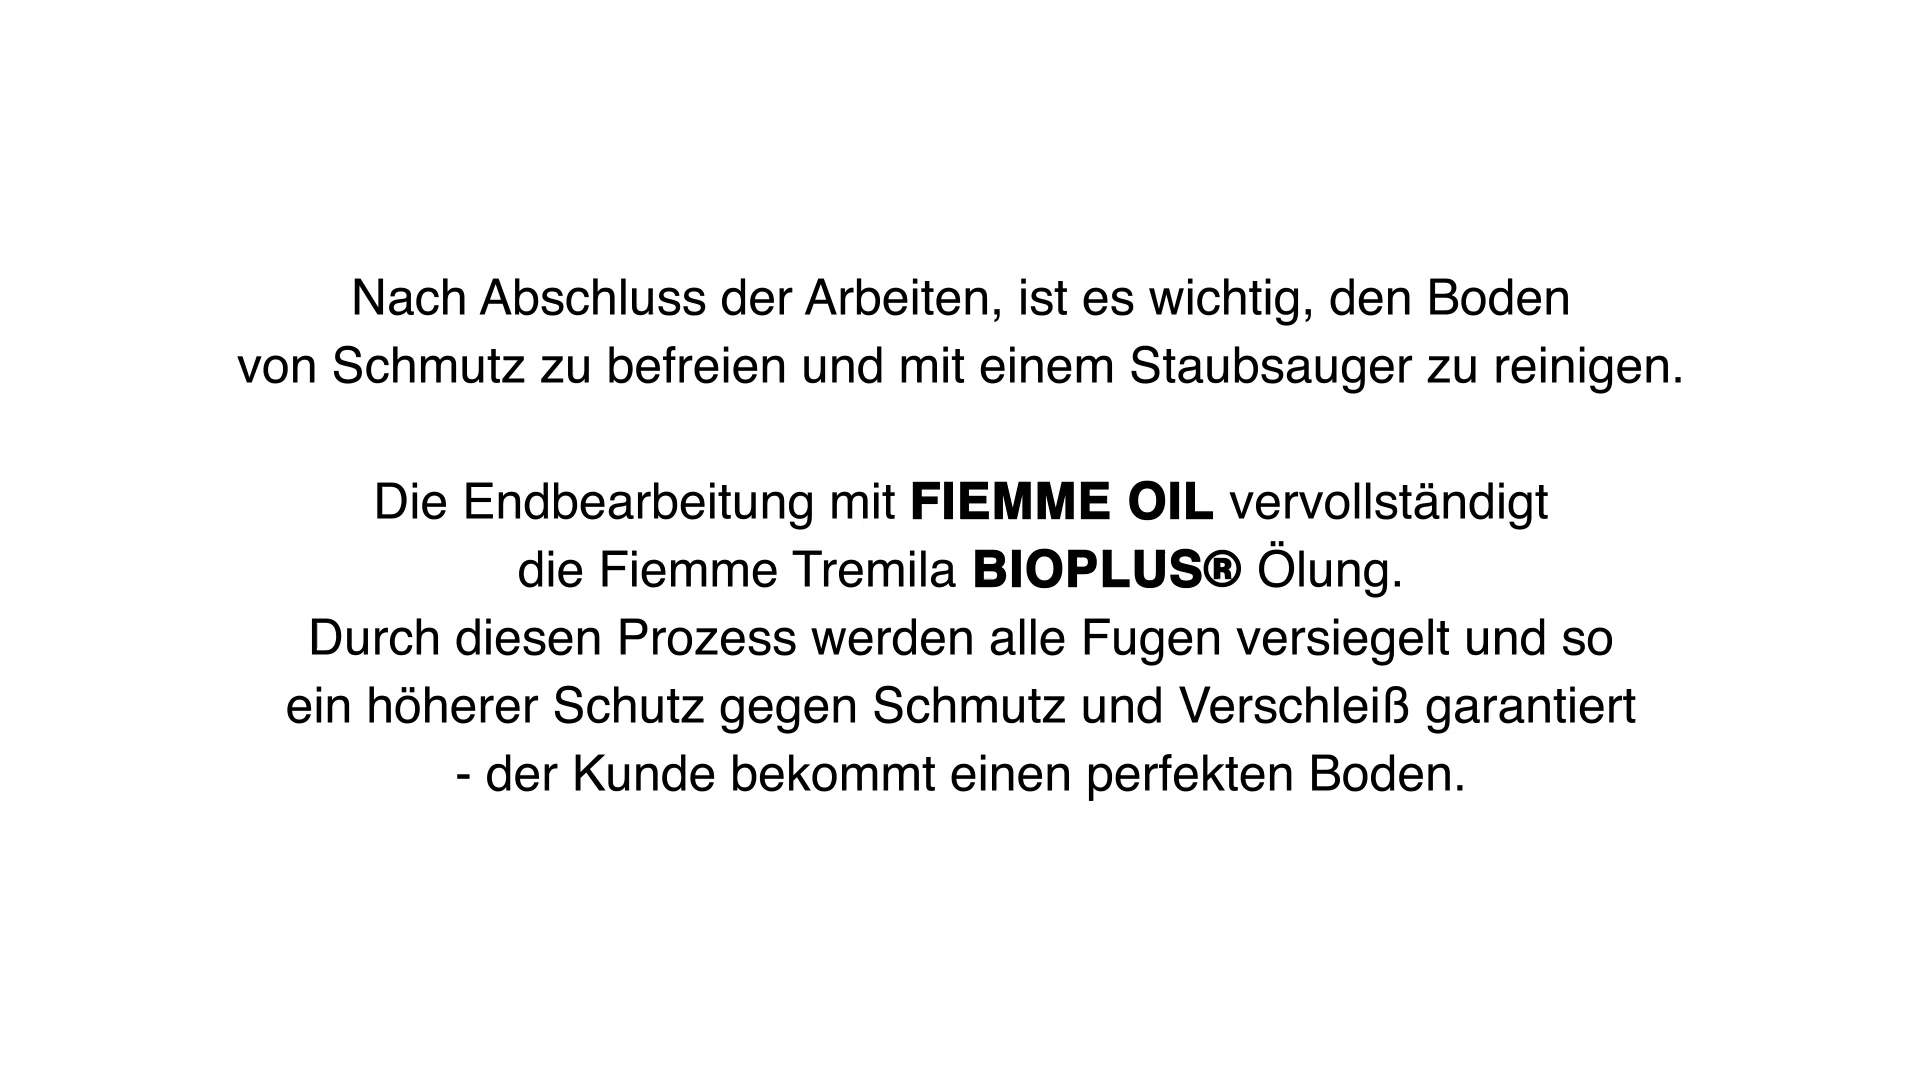 Nach Abschluss der Arbeiten, ist es wichtig, den Boden
von Schmutz zu befreien und mit einem Staubsauger zu reinigen.
Die Endbearbeitung mit FIEMME OIL vervollständigt
die Fiemme Tremila BIOPLUS® Ölung.
Durch diesen Prozess werden alle Fugen versiegelt und so
ein höherer Schutz gegen Schmutz und Verschleiß garantiert
- der Kunde bekommt einen perfekten Boden.